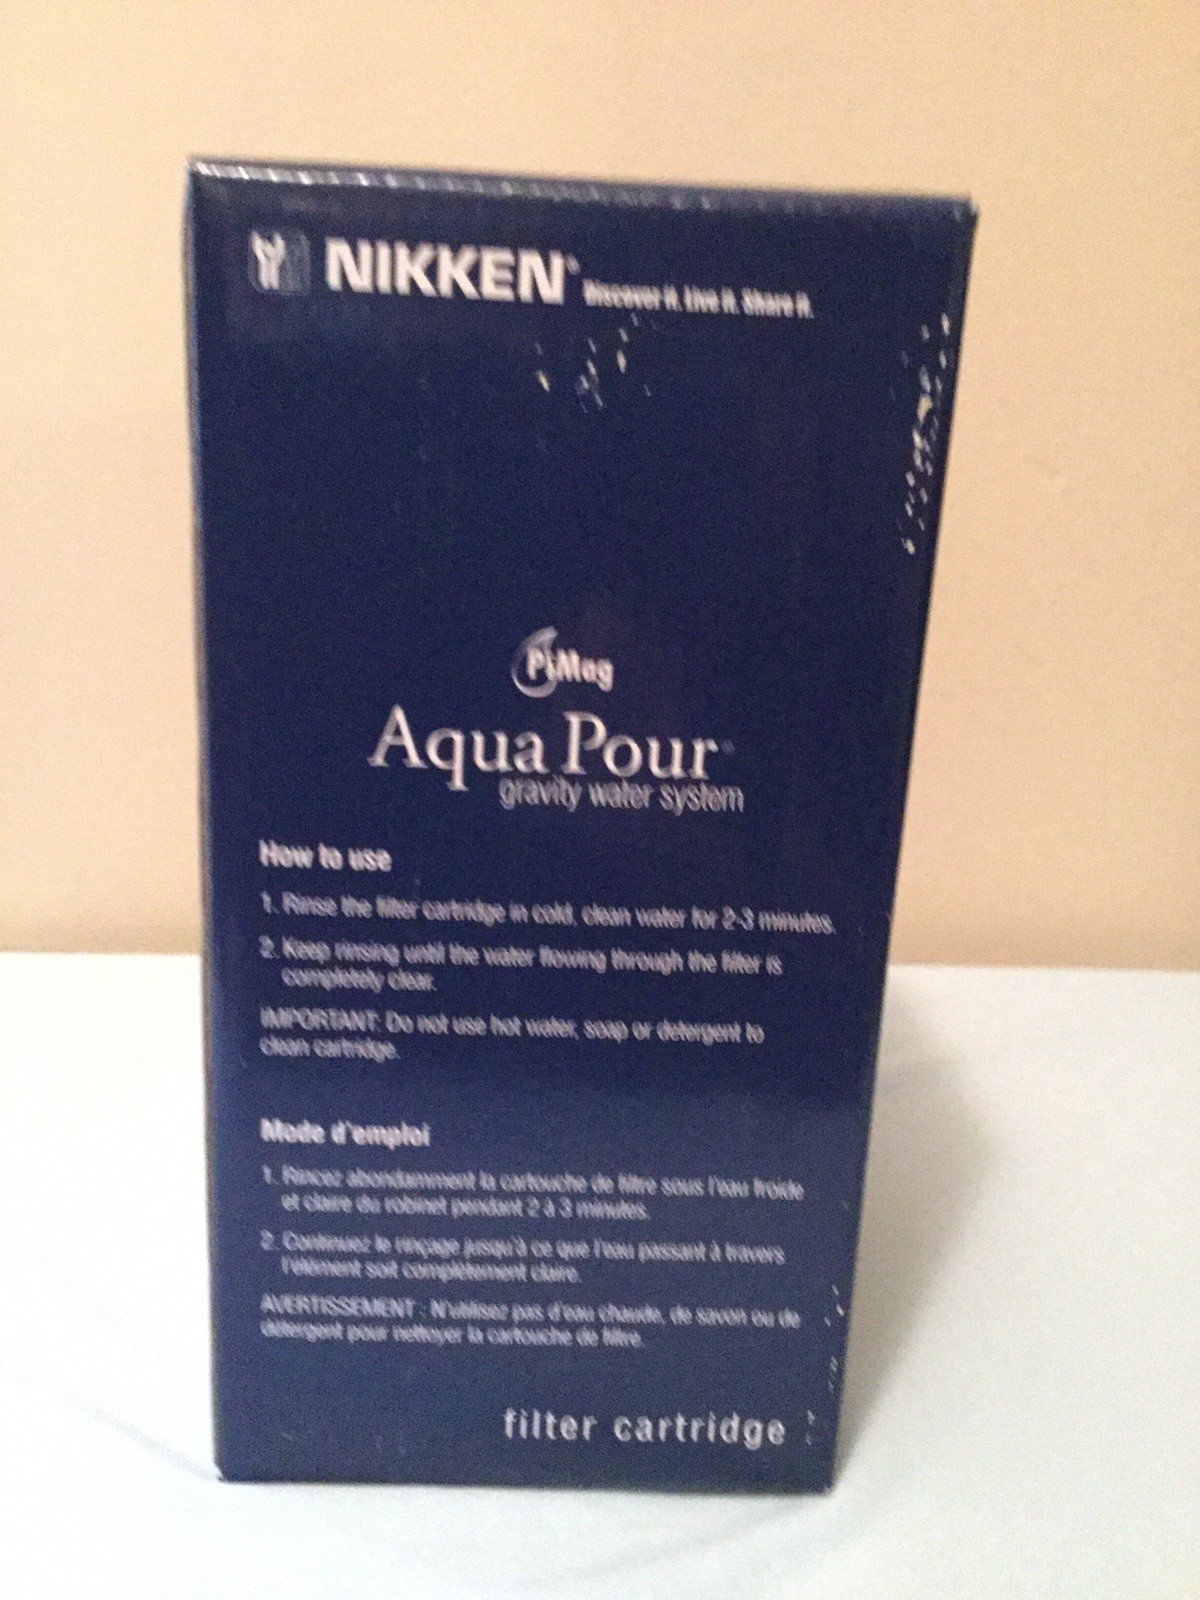 NIKKEN® Discover it. Live it. Share it.
PiMag
Aqua Pour
gravity water system
How to use
1. Rinse the filter cartridge in cold, clean water for 2-3 minutes.
2. Keep rinsing until the water flowing through the filter is
completely clear.
IMPORTANT: Do not use hot water, soap or detergent to
clean cartridge.
Mode d'emploi
1. Rincez abondamment la cartouche de filtre sous l'eau froide
et claire du robinet pendant 2 à 3 minutes.
2. Continuez le rinçage jusqu'à ce que l'eau passant à travers
l'élément soit complètement claire.
AVERTISSEMENT : N'utilisez pas d'eau chaude, de savon ou de
détergent pour nettoyer la cartouche de filtre.
filter cartridge